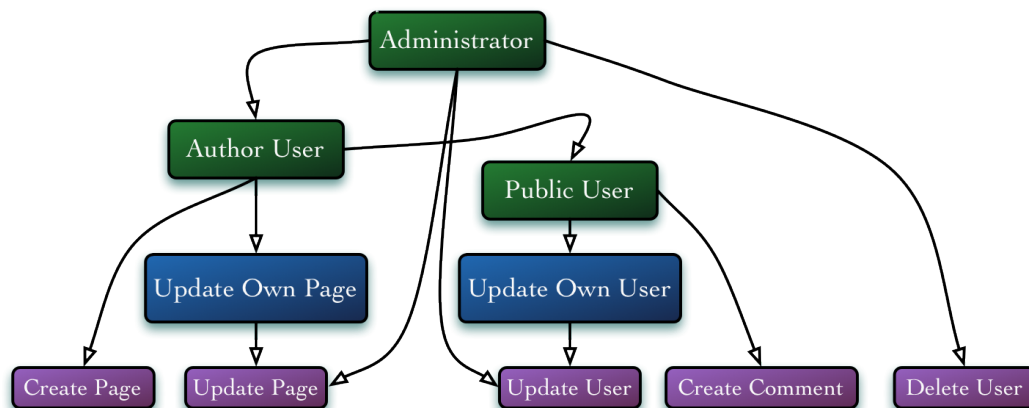 Administrator
Author User
Public User
Update Own Page
Update Own User
Create Page
Update Page
Update User
Create Comment
Delete User